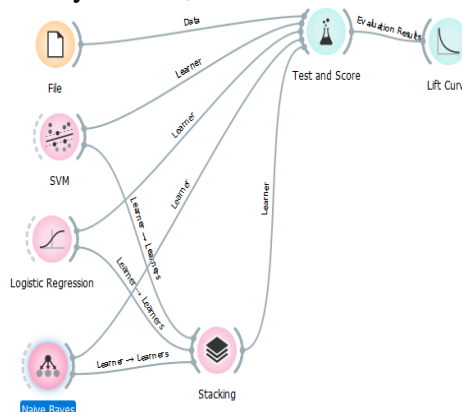 Data
Evaluation Results
File
Test and Score
Lift Curv
Learner
SVM
Learner
Learner
Learner
Learner → Learners
Logistic Regression
Learner → Learners
Learner → Learners
Stacking
Naive Bayes